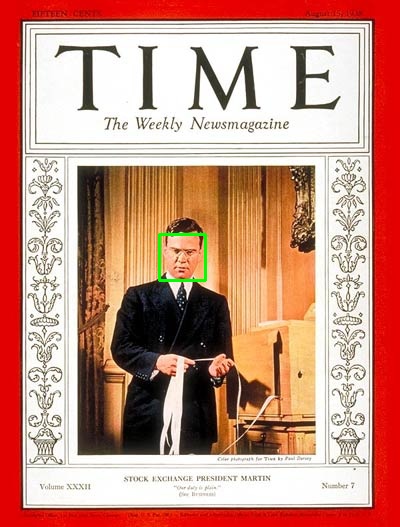 FIFTEEN CENTS August 15, 1938
TIME
The Weekly Newsmagazine
Color photograph for Time by Paul Dorsey
STOCK EXCHANGE PRESIDENT MARTIN
"Our duty is plain."
(See BUSINESS)
Volume XXXII Number 7